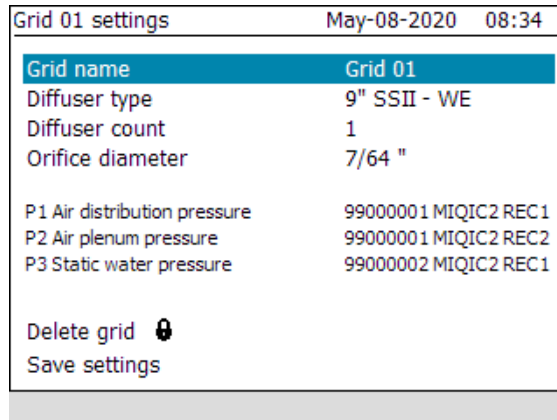 Grid 01 settings May-08-2020 08:34
Grid name Grid 01
Diffuser type 9" SSII - WE
Diffuser count 1
Orifice diameter 7/64 "
P1 Air distribution pressure 99000001 MIQIC2 REC1
P2 Air plenum pressure 99000001 MIQIC2 REC2
P3 Static water pressure 99000002 MIQIC2 REC1
Delete grid
Save settings